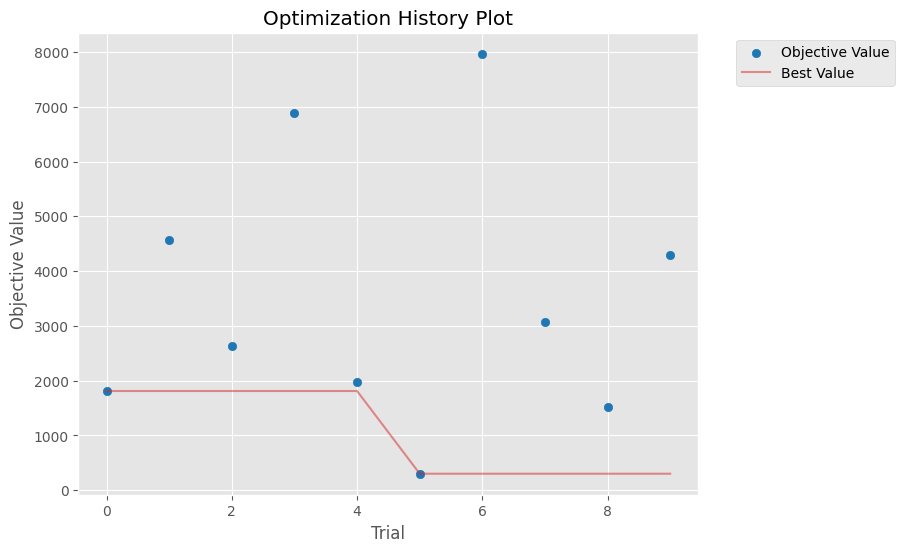 Optimization History Plot
Objective Value
Best Value
8000
7000
6000
5000
4000
3000
2000
1000
0
Objective Value
0 2 4 6 8
Trial